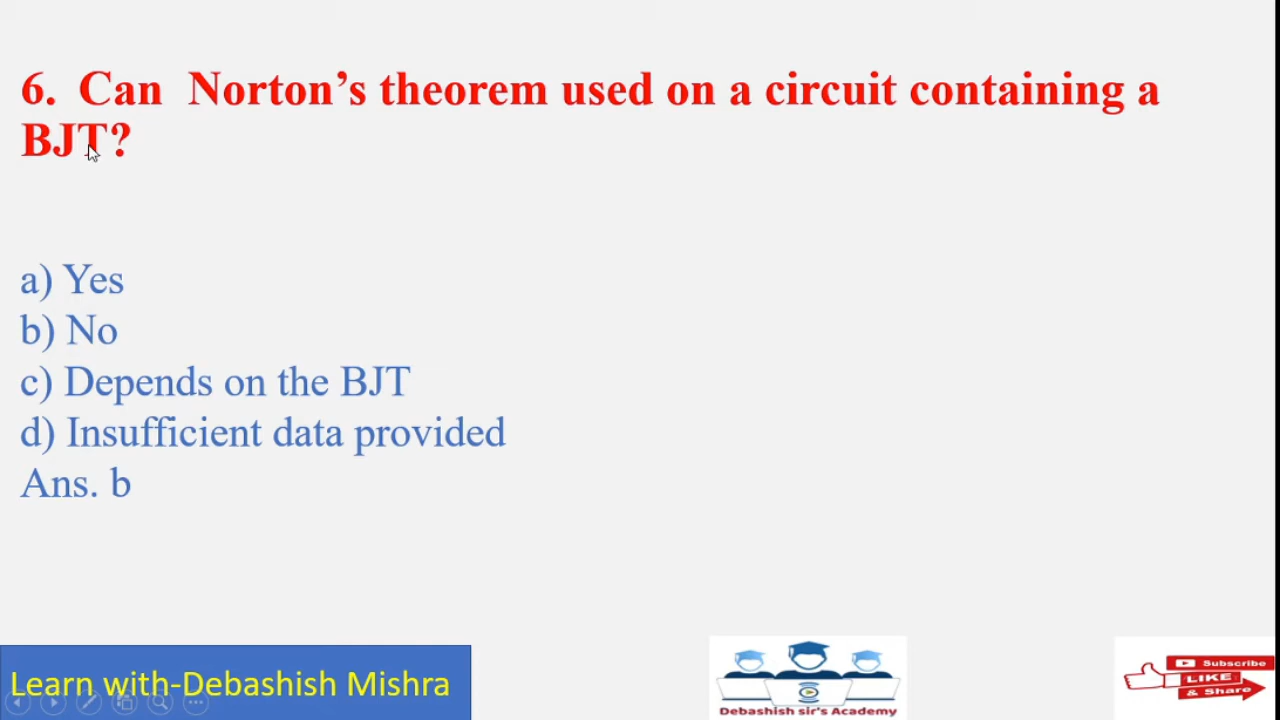 6. Can Norton’s theorem used on a circuit containing a
BJT?
a) Yes
b) No
c) Depends on the BJT
d) Insufficient data provided
Ans. b
Learn with-Debashish Mishra
Debashish sir's Academy
Subscribe
LIKE
& Share